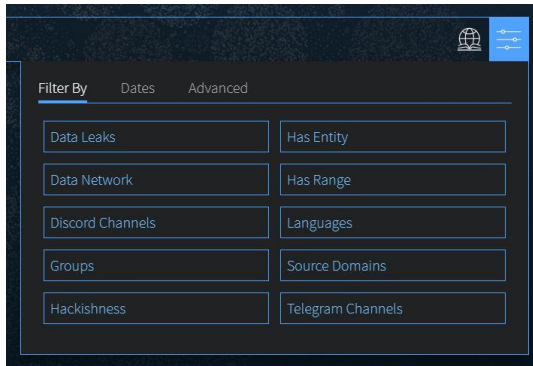 Filter By Dates Advanced
Data Leaks Has Entity
Data Network Has Range
Discord Channels Languages
Groups Source Domains
Hackishness Telegram Channels